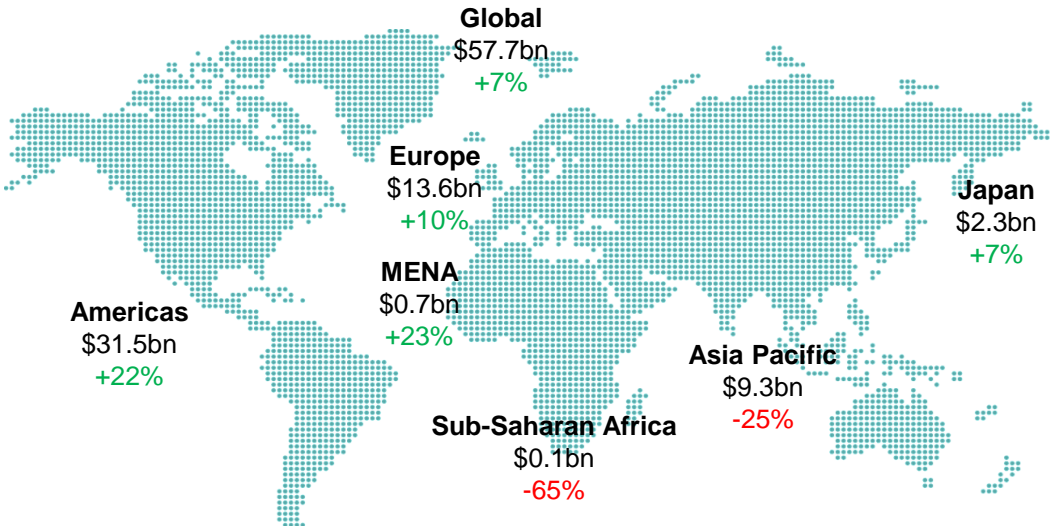 Global
$57.7bn
+7%
Europe
$13.6bn
+10%
Japan
$2.3bn
+7%
MENA
$0.7bn
+23%
Americas
$31.5bn
+22%
Asia Pacific
$9.3bn
-25%
Sub-Saharan Africa
$0.1bn
-65%